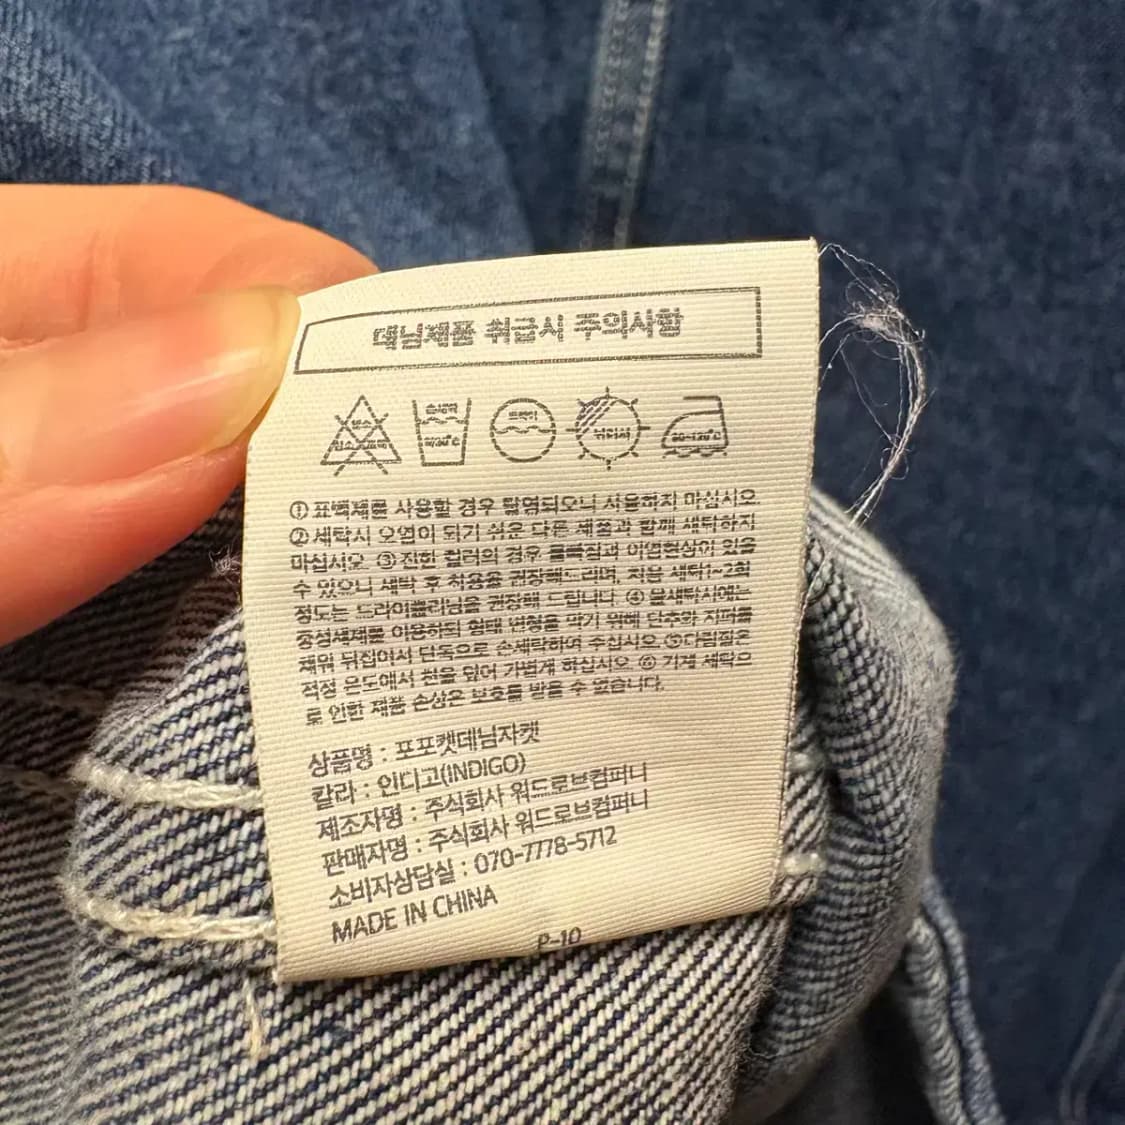 데님제품 취급시 주의사항
염소 산소표백
드라이
80~120℃
① 표백제를 사용할 경우 탈염되오니 사용하지 마십시오
② 세탁시 오염이 되기 쉬운 다른 제품과 함께 세탁하지
마십시오. ③ 진한 컬러의 경우 물빠짐과 이염현상이 있을
수 있으니 세탁 후 착용을 권장해드리며, 처음 세탁1~2회
정도는 드라이클리닝을 권장해 드립니다. ④ 물세탁시에는
중성세제를 이용하되 형태 변형을 막기 위해 단추와 지퍼를
채워 뒤집어서 단독으로 손세탁하여 주십시오. ⑤ 다림질은
적정 온도에서 천을 덮어 가볍게 하십시오. ⑥ 기계 세탁으
로 인한 제품 손상은 보호를 받을 수 없습니다.
상품명 : 포포켓데님자켓
칼라 : 인디고(INDIGO)
제조자명 : 주식회사 워드로브컴퍼니
판매자명 : 주식회사 워드로브컴퍼니
소비자상담실 : 070-7778-5712
MADE IN CHINA
P-10